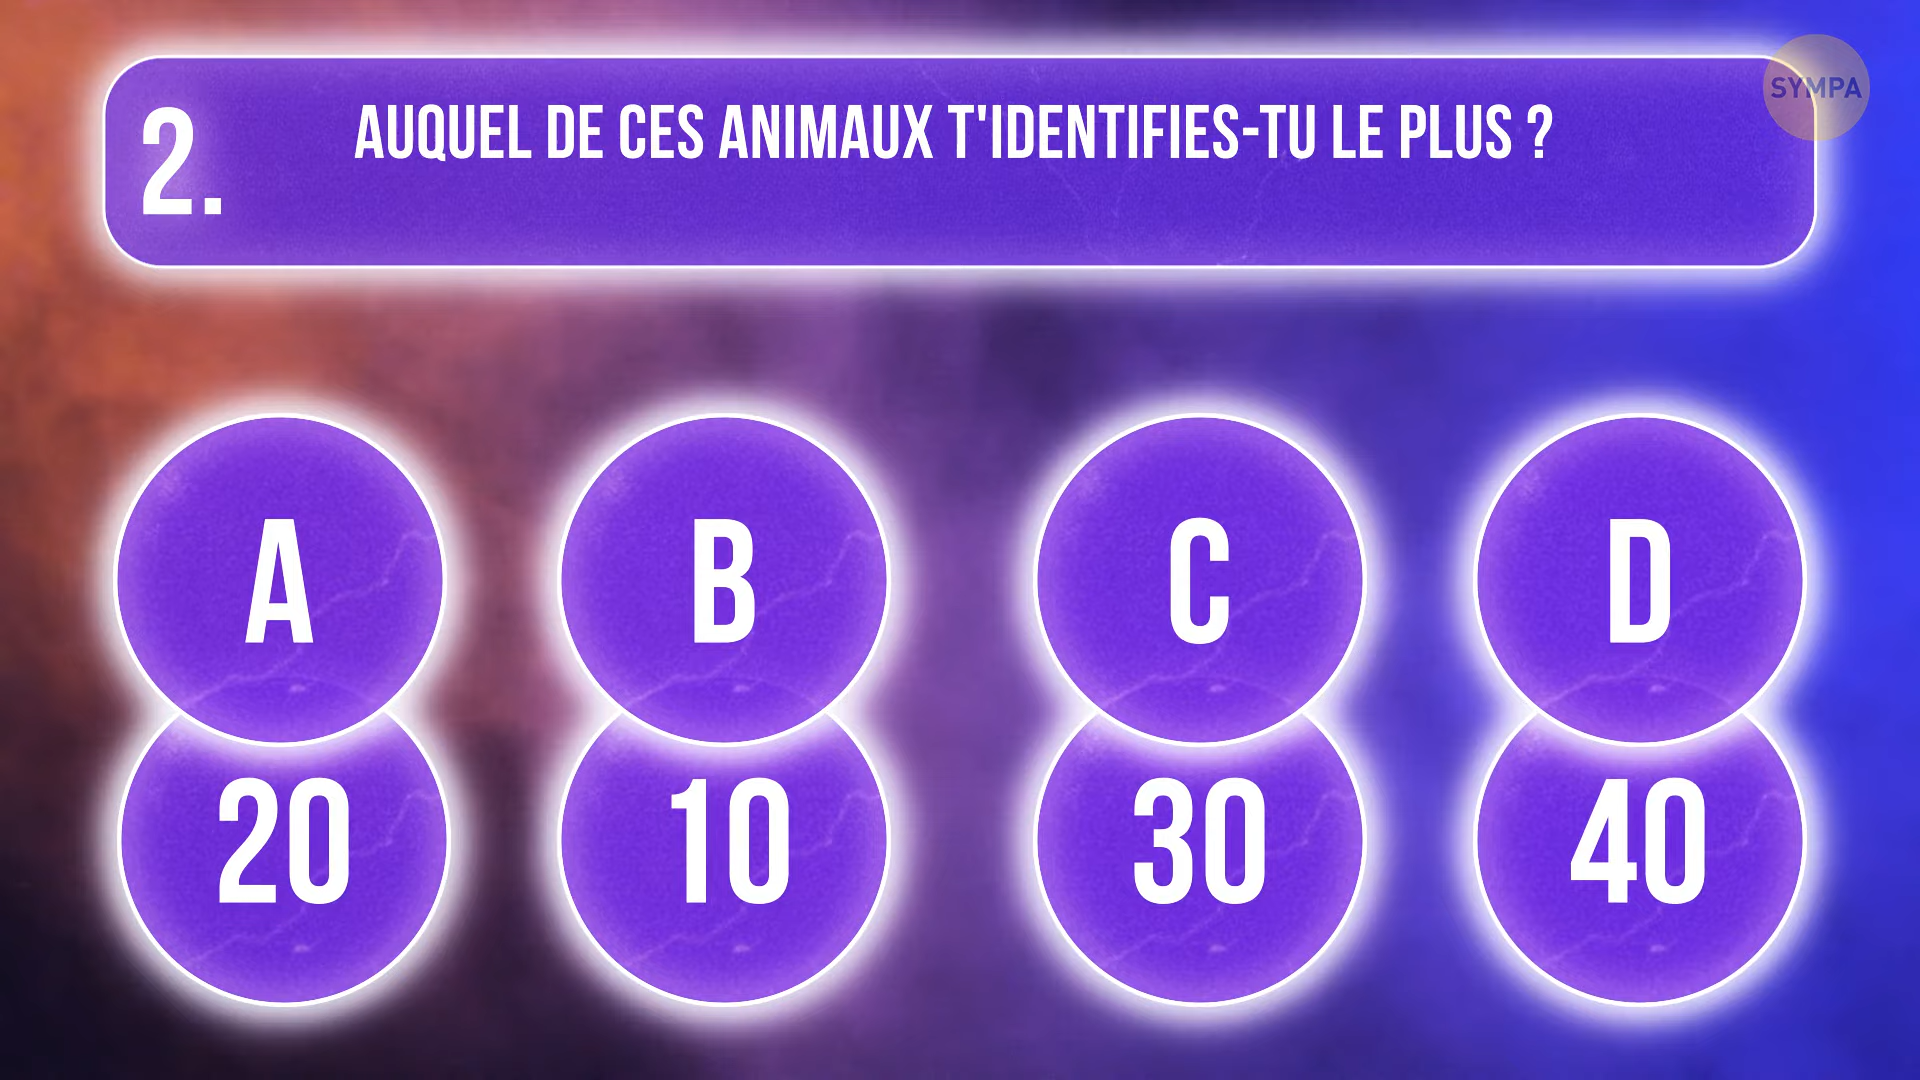 2.
AUQUEL DE CES ANIMAUX T'IDENTIFIES-TU LE PLUS ?
SYMPA
A
B
C
D
20
10
30
40